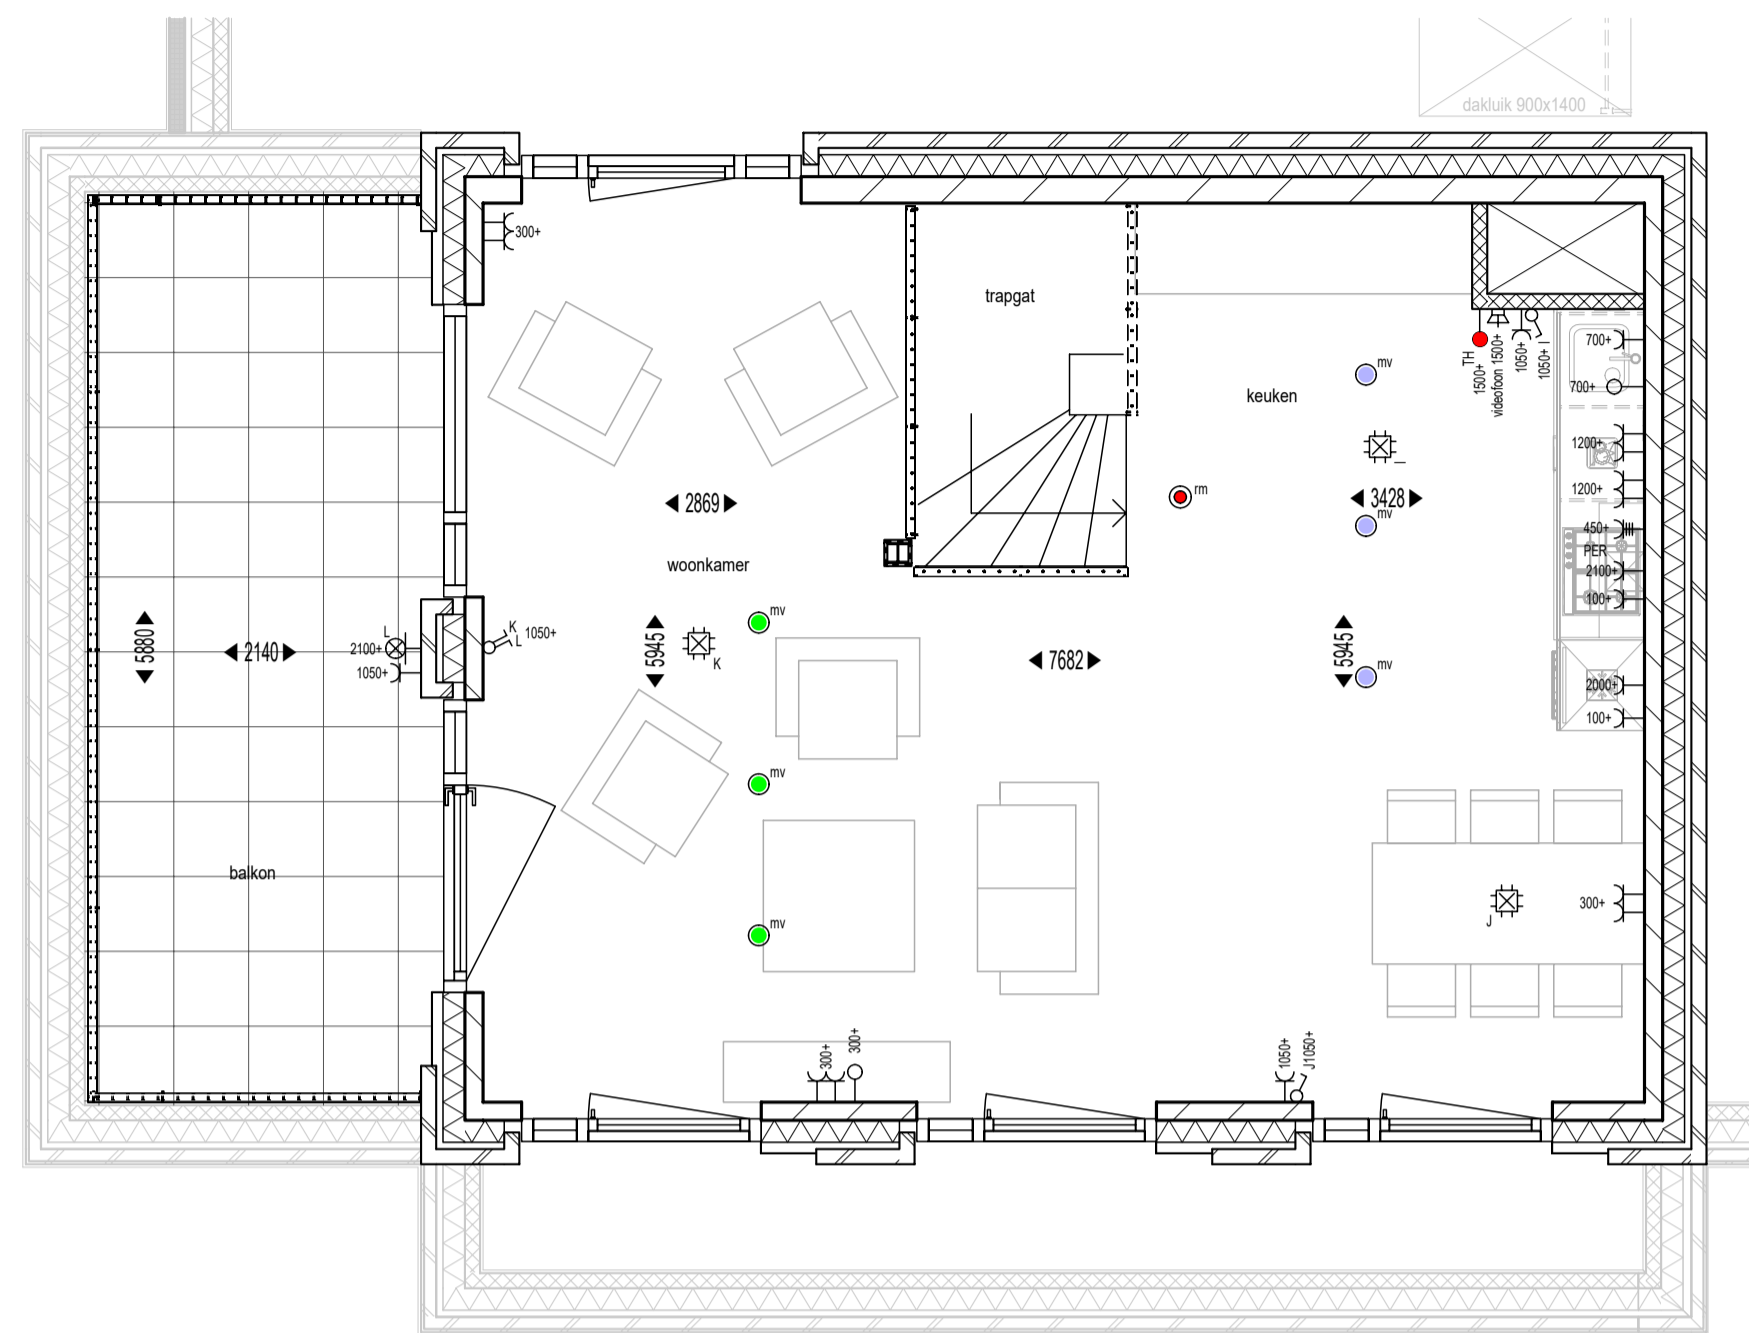 dakluik 900x1400
300+
trapgat
keuken
woonkamer
balkon
TH
1500+
videofoon 1500+
1050+
1050+ I
mv
rm
mv
mv
2869
3428
5945
7682
5945
5880
2140
L
2100+
1050+
K
L
1050+
K
mv
mv
mv
700+
700+
1200+
1200+
450+
PER
2100+
100+
2000+
100+
J
300+
300+
300+
1050+
J1050+